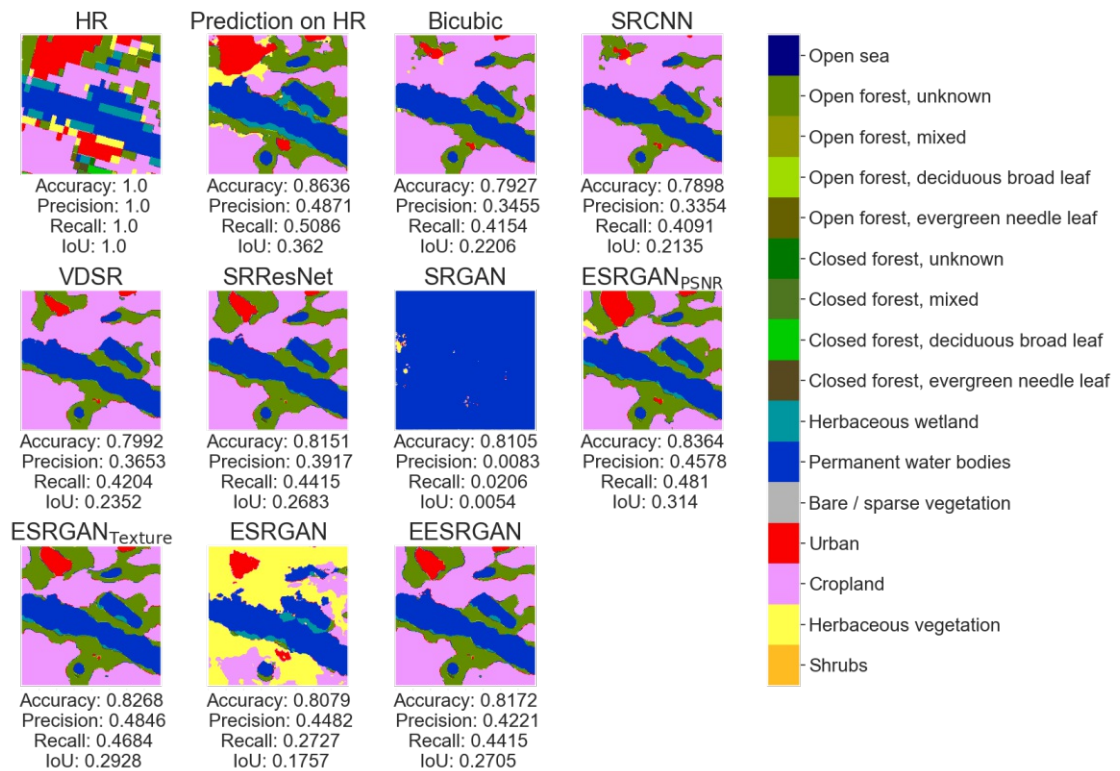 HR
Accuracy: 1.0
Precision: 1.0
Recall: 1.0
IoU: 1.0
Prediction on HR
Accuracy: 0.8636
Precision: 0.4871
Recall: 0.5086
IoU: 0.362
Bicubic
Accuracy: 0.7927
Precision: 0.3455
Recall: 0.4154
IoU: 0.2206
SRCNN
Accuracy: 0.7898
Precision: 0.3354
Recall: 0.4091
IoU: 0.2135
VDSR
Accuracy: 0.7992
Precision: 0.3653
Recall: 0.4204
IoU: 0.2352
SRResNet
Accuracy: 0.8151
Precision: 0.3917
Recall: 0.4415
IoU: 0.2683
SRGAN
Accuracy: 0.8105
Precision: 0.0083
Recall: 0.0206
IoU: 0.0054
ESRGAN PSNR
Accuracy: 0.8364
Precision: 0.4578
Recall: 0.481
IoU: 0.314
ESRGAN Texture
Accuracy: 0.8268
Precision: 0.4846
Recall: 0.4684
IoU: 0.2928
ESRGAN
Accuracy: 0.8079
Precision: 0.4482
Recall: 0.2727
IoU: 0.1757
EESRGAN
Accuracy: 0.8172
Precision: 0.4221
Recall: 0.4415
IoU: 0.2705
Open sea
Open forest, unknown
Open forest, mixed
Open forest, deciduous broad leaf
Open forest, evergreen needle leaf
Closed forest, unknown
Closed forest, mixed
Closed forest, deciduous broad leaf
Closed forest, evergreen needle leaf
Herbaceous wetland
Permanent water bodies
Bare / sparse vegetation
Urban
Cropland
Herbaceous vegetation
Shrubs